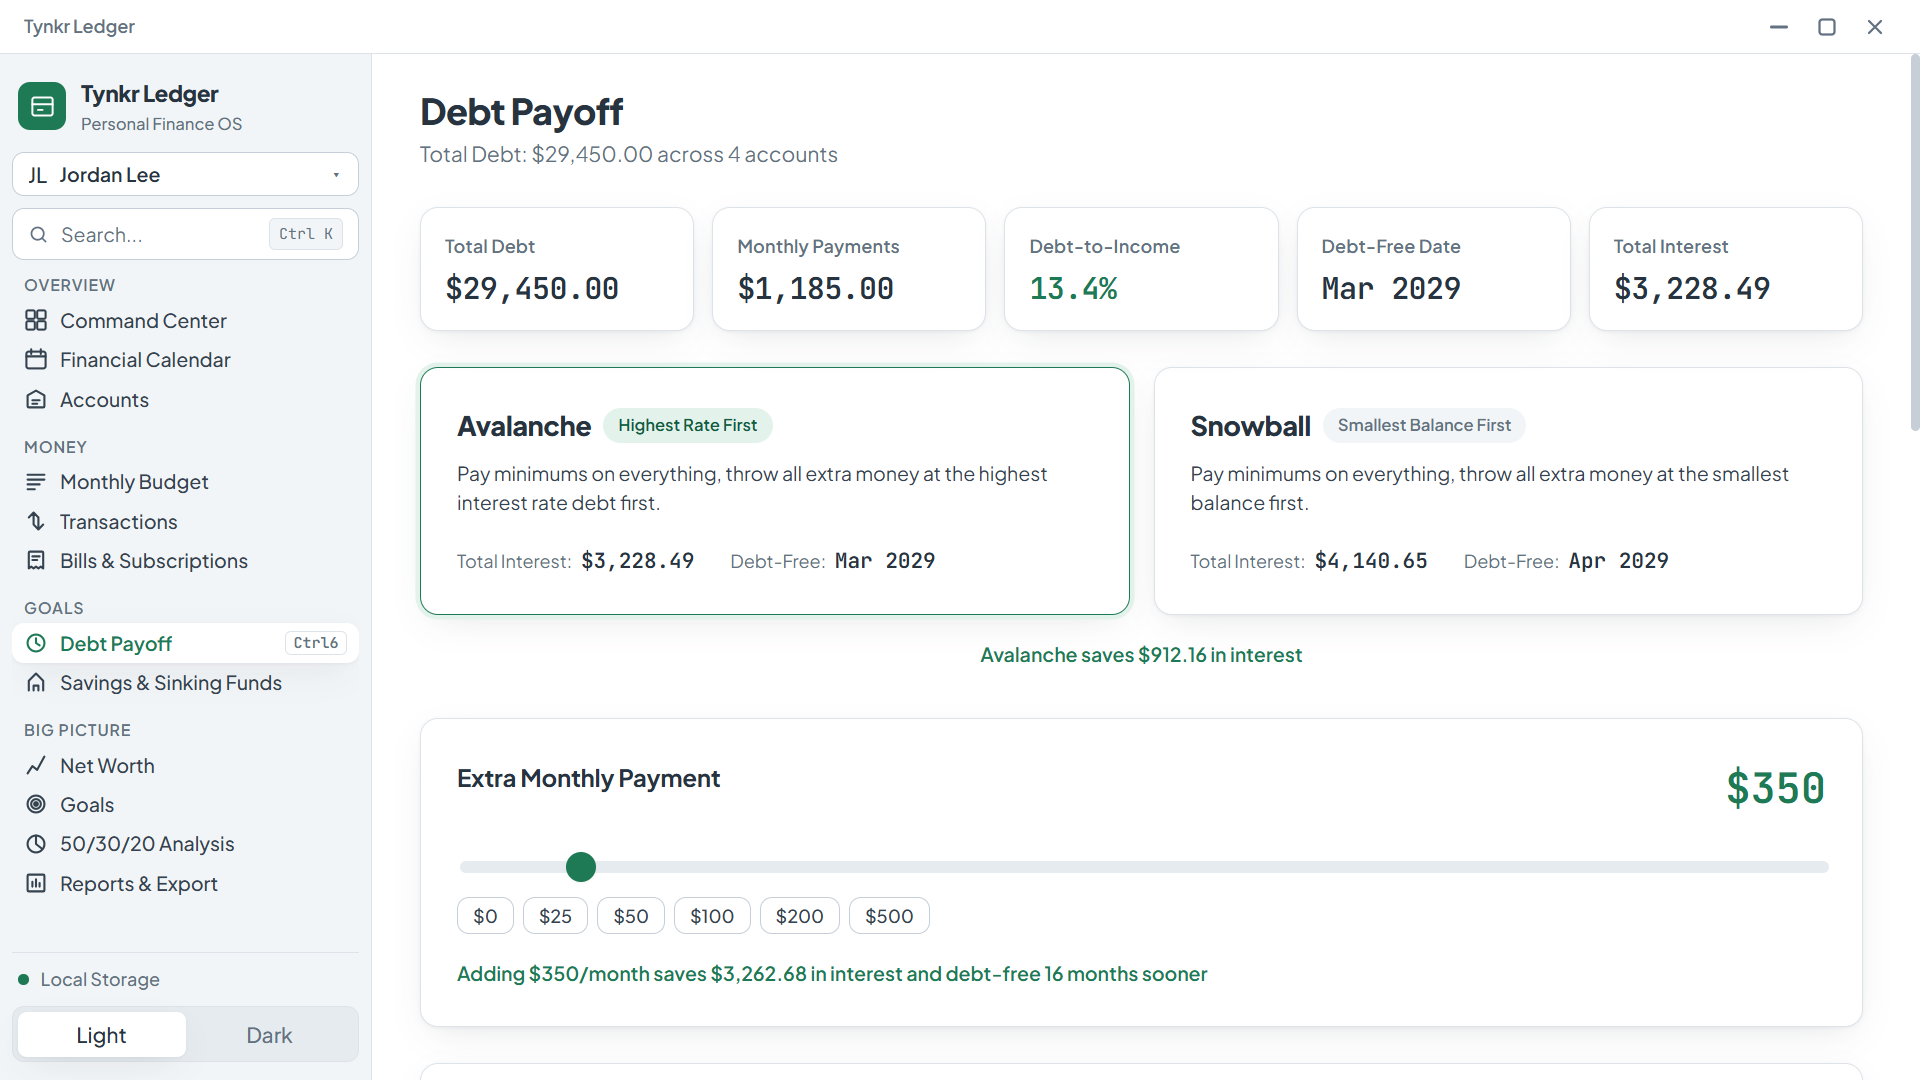 Tynkr Ledger
Tynkr Ledger
Personal Finance OS
JL Jordan Lee
Search... Ctrl K
OVERVIEW
Command Center
Financial Calendar
Accounts
MONEY
Monthly Budget
Transactions
Bills & Subscriptions
GOALS
Debt Payoff Ctrl6
Savings & Sinking Funds
BIG PICTURE
Net Worth
Goals
50/30/20 Analysis
Reports & Export
Local Storage
Light Dark
Debt Payoff
Total Debt: $29,450.00 across 4 accounts
Total Debt
$29,450.00
Monthly Payments
$1,185.00
Debt-to-Income
13.4%
Debt-Free Date
Mar 2029
Total Interest
$3,228.49
Avalanche Highest Rate First
Pay minimums on everything, throw all extra money at the highest
interest rate debt first.
Total Interest: $3,228.49 Debt-Free: Mar 2029
Snowball Smallest Balance First
Pay minimums on everything, throw all extra money at the smallest
balance first.
Total Interest: $4,140.65 Debt-Free: Apr 2029
Avalanche saves $912.16 in interest
Extra Monthly Payment $350
$0 $25 $50 $100 $200 $500
Adding $350/month saves $3,262.68 in interest and debt-free 16 months sooner